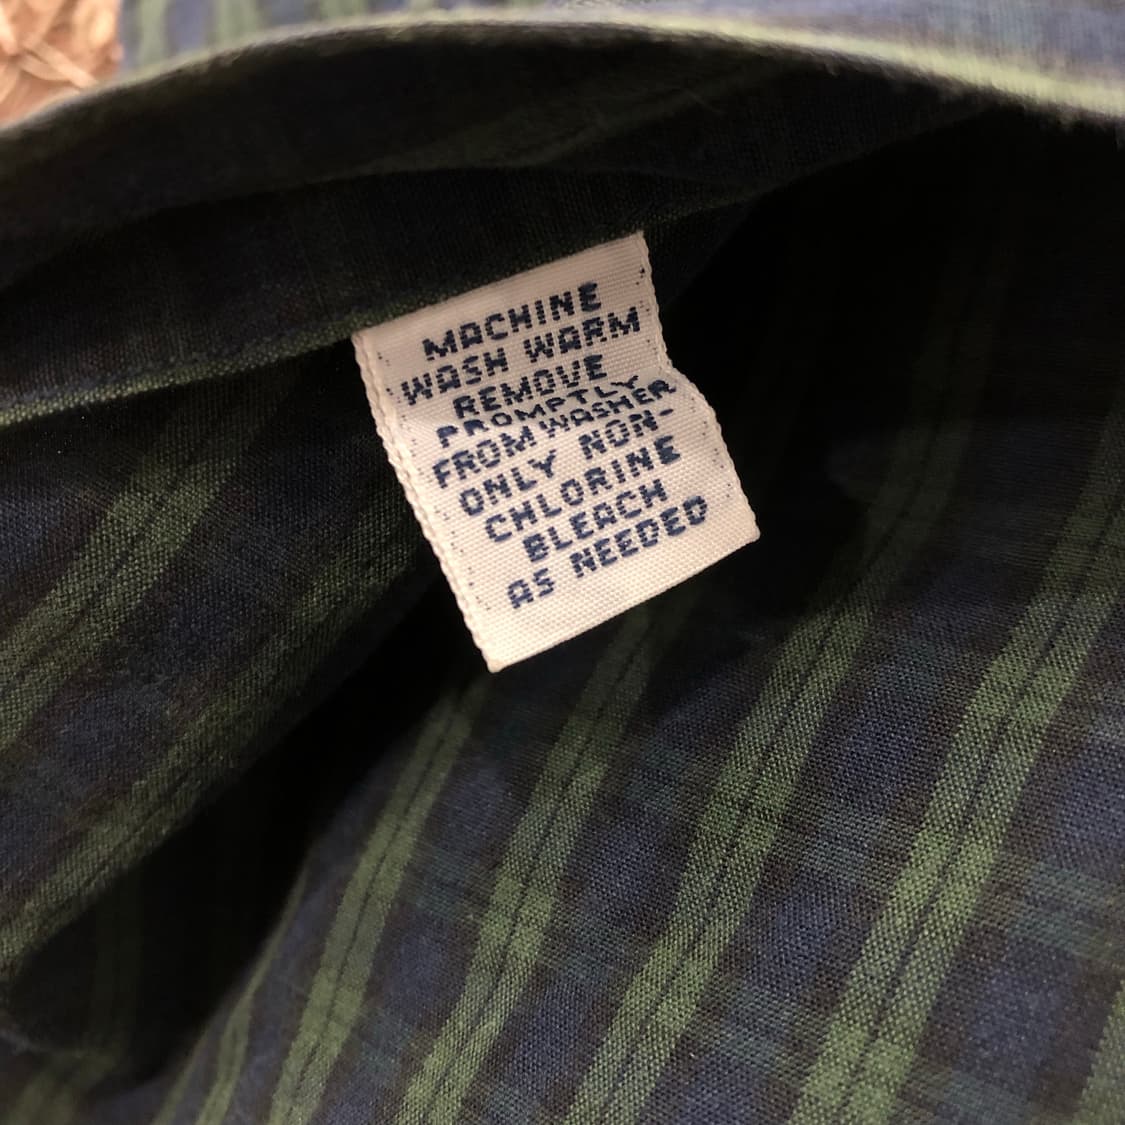 MACHINE
WASH WARM
REMOVE
PROMPTLY
FROM WASHER
ONLY NON-
CHLORINE
BLEACH
AS NEEDED